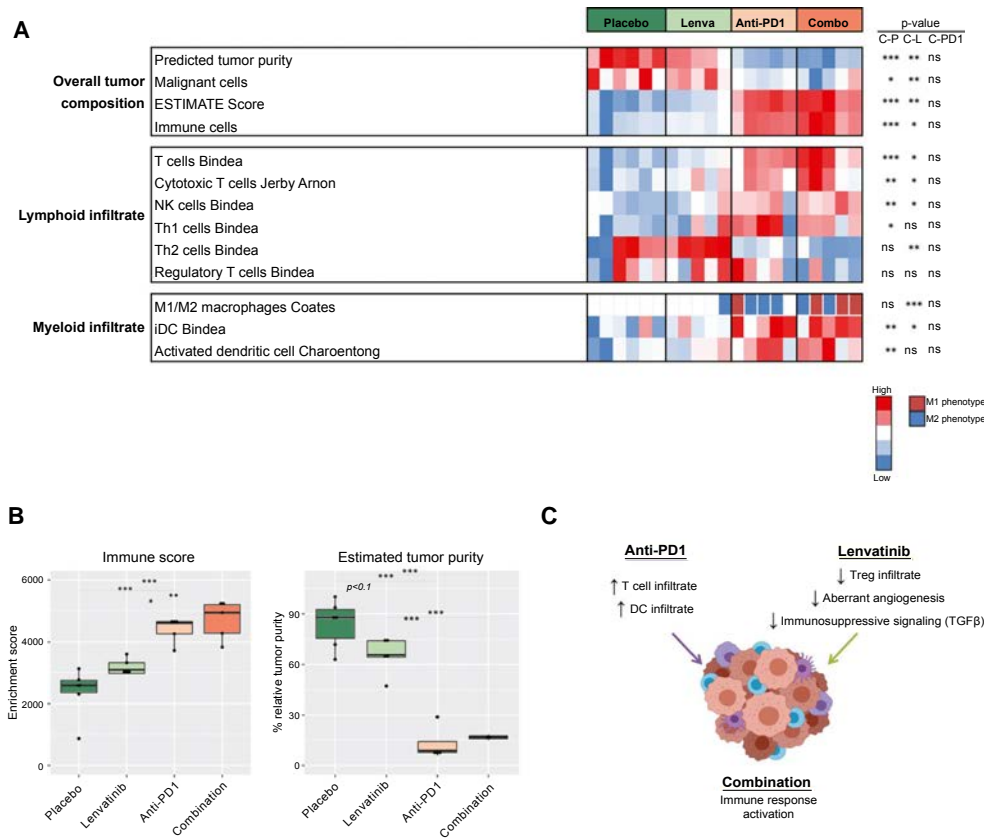 A
Placebo Lenva Anti-PD1 Combo
p-value
C-P C-L C-PD1
Overall tumor composition
Predicted tumor purity *** ** ns
Malignant cells * ** ns
ESTIMATE Score *** ** ns
Immune cells *** * ns
Lymphoid infiltrate
T cells Bindea *** * ns
Cytotoxic T cells Jerby Arnon ** * ns
NK cells Bindea ** * ns
Th1 cells Bindea * ns ns
Th2 cells Bindea ns ** ns
Regulatory T cells Bindea ns ns ns
Myeloid infiltrate
M1/M2 macrophages Coates ns *** ns
iDC Bindea ** * ns
Activated dendritic cell Charoentong ** ns ns
High
Low
M1 phenotype
M2 phenotype
B
Immune score
Enrichment score
6000
4000
2000
0
*** *** * **
Placebo
Lenvatinib
Anti-PD1
Combination
Estimated tumor purity
% relative tumor purity
90
60
30
0
p<0.1 *** *** *** ***
Placebo
Lenvatinib
Anti-PD1
Combination
C
Anti-PD1
↑ T cell infiltrate
↑ DC infiltrate
Lenvatinib
↓ Treg infiltrate
↓ Aberrant angiogenesis
↓ Immunosuppressive signaling (TGFβ)
Combination
Immune response
activation